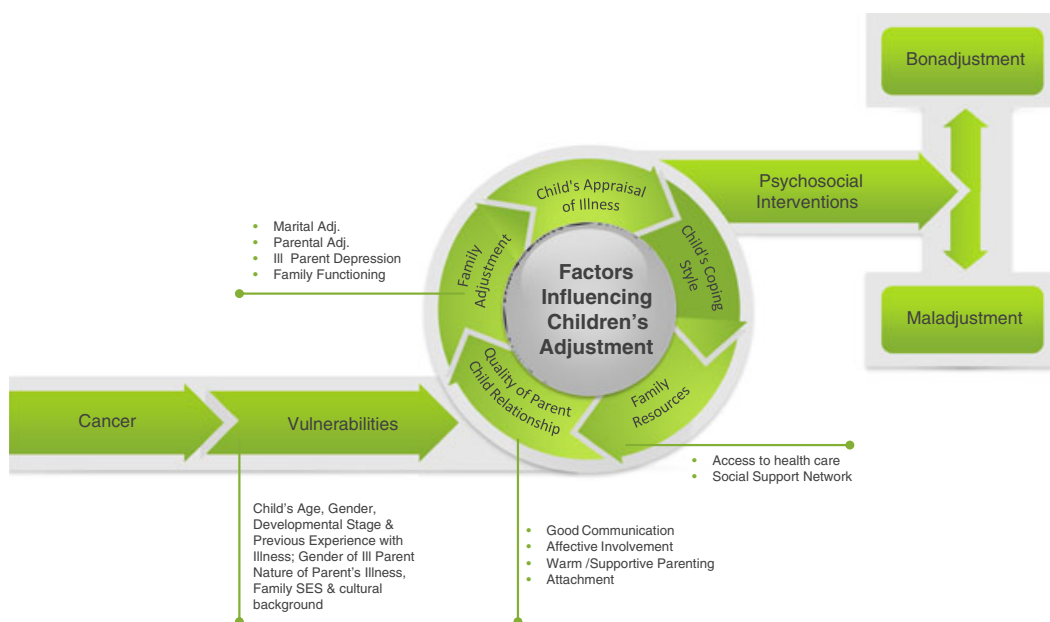 Bonadjustment
Psychosocial
Interventions
Maladjustment
Child's Appraisal
of Illness
Child's Coping
Style
Family
Resources
Quality of Parent
Child Relationship
Family
Adjustment
Factors
Influencing
Children's
Adjustment
• Marital Adj.
• Parental Adj.
• Ill Parent Depression
• Family Functioning
Cancer
Vulnerabilities
• Access to health care
• Social Support Network
Child's Age, Gender,
Developmental Stage &
Previous Experience with
Illness; Gender of Ill Parent
Nature of Parent's Illness,
Family SES & cultural
background
• Good Communication
• Affective Involvement
• Warm /Supportive Parenting
• Attachment